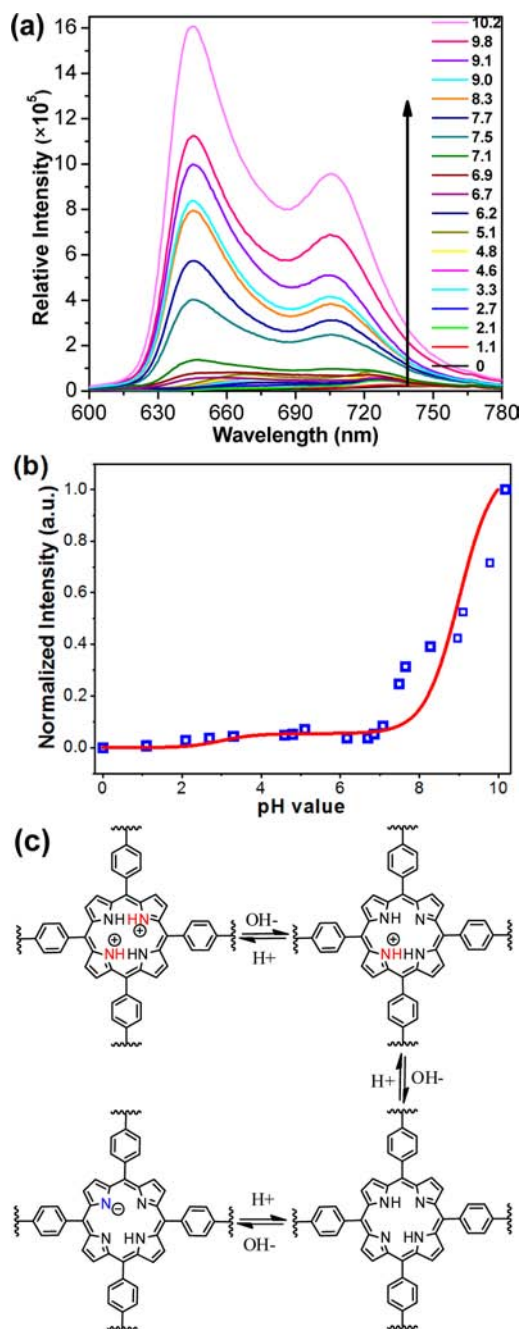 (a)
Relative Intensity (×10⁵)
16
14
12
10
8
6
4
2
0
600 630 660 690 720 750 780
Wavelength (nm)
10.2
9.8
9.1
9.0
8.3
7.7
7.5
7.1
6.9
6.7
6.2
5.1
4.8
4.6
3.3
2.7
2.1
1.1
0
(b)
Normalized Intensity (a.u.)
1.0
0.8
0.6
0.4
0.2
0.0
0 2 4 6 8 10
pH value
(c)
NH HN
⊕
⊕
NH HN
OH-
H+
NH N
⊕
NH HN
H+ OH-
N N
⊖
N HN
H+
OH-
NH N
N HN